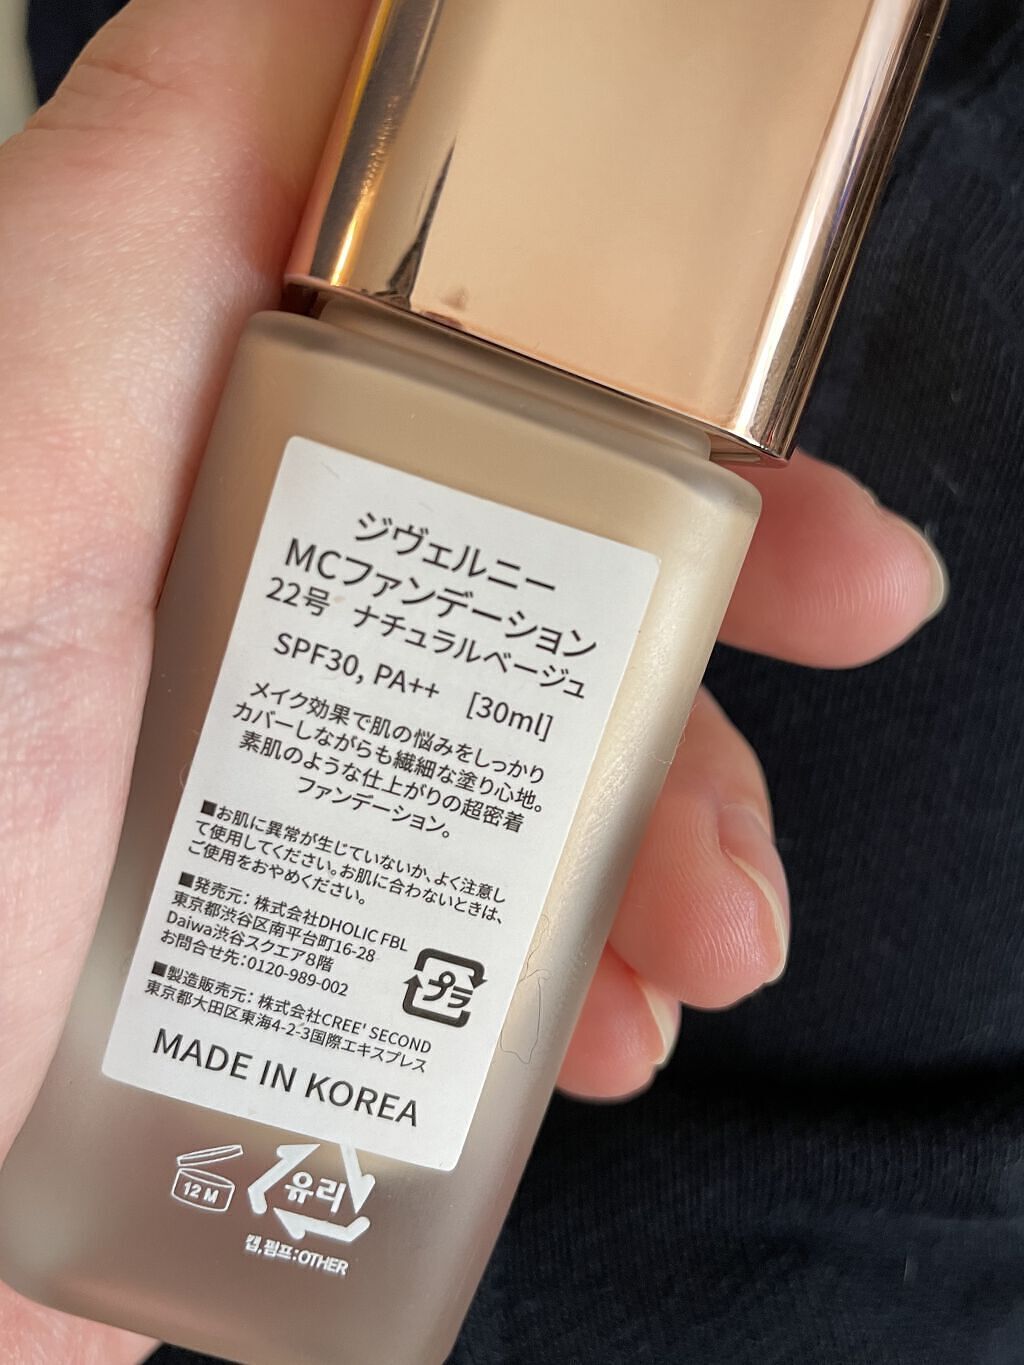 ジヴェルニー
MCファンデーション
22号 ナチュラルベージュ
SPF30, PA++ [30ml]
メイク効果で肌の悩みをしっかり
カバーしながらも繊細な塗り心地。
素肌のような仕上がりの超密着
ファンデーション。
■お肌に異常が生じていないか、よく注意し
て使用してください。お肌に合わないときは、
ご使用をおやめください。
■発売元: 株式会社DHOLIC FBL
東京都渋谷区南平台町16-28
Daiwa渋谷スクエア8階
お問合せ先:0120-989-002
プラ
■製造販売元: 株式会社CREE' SECOND
東京都大田区東海4-2-3国際エキスプレス
MADE IN KOREA
12 M
유리
캡,펌프:OTHER